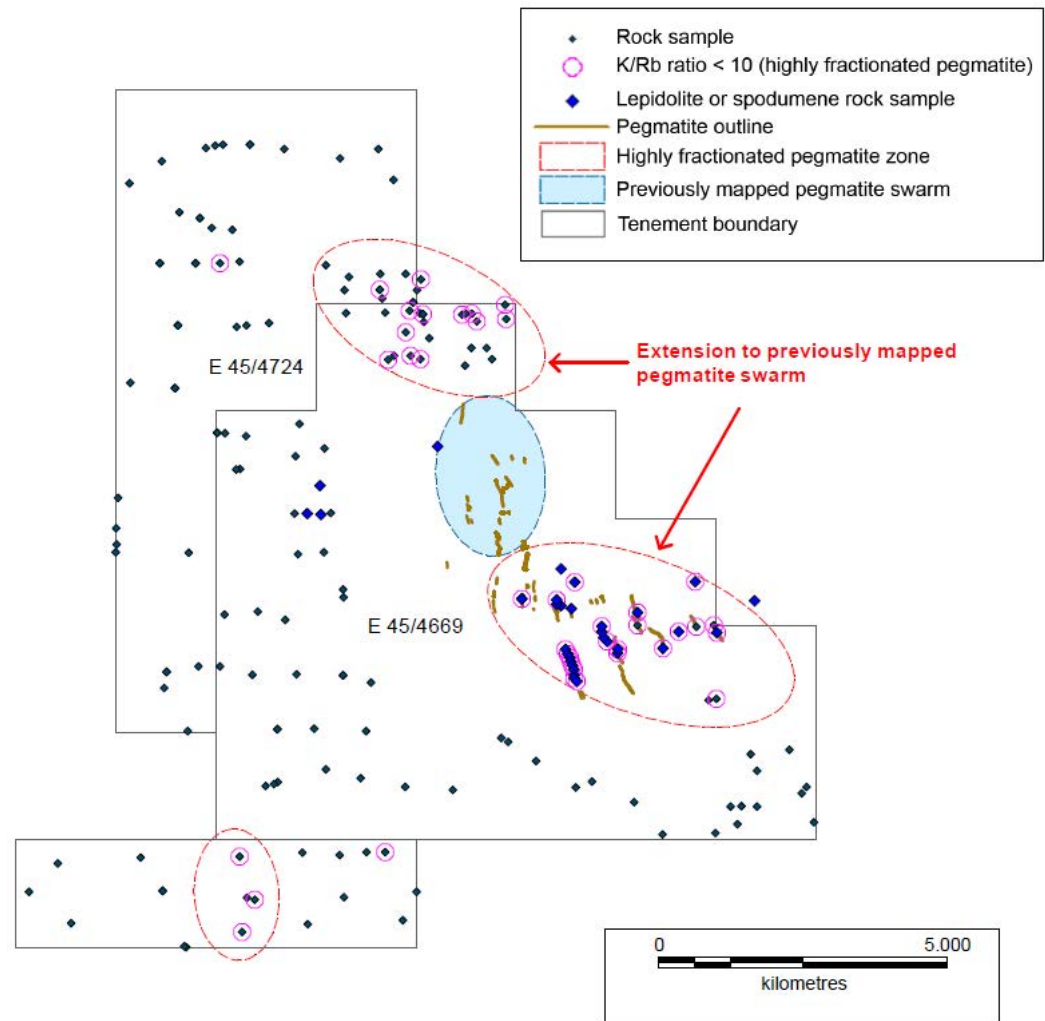 Rock sample
K/Rb ratio < 10 (highly fractionated pegmatite)
Lepidolite or spodumene rock sample
Pegmatite outline
Highly fractionated pegmatite zone
Previously mapped pegmatite swarm
Tenement boundary
E 45/4724
Extension to previously mapped
pegmatite swarm
E 45/4669
0 5.000
kilometres